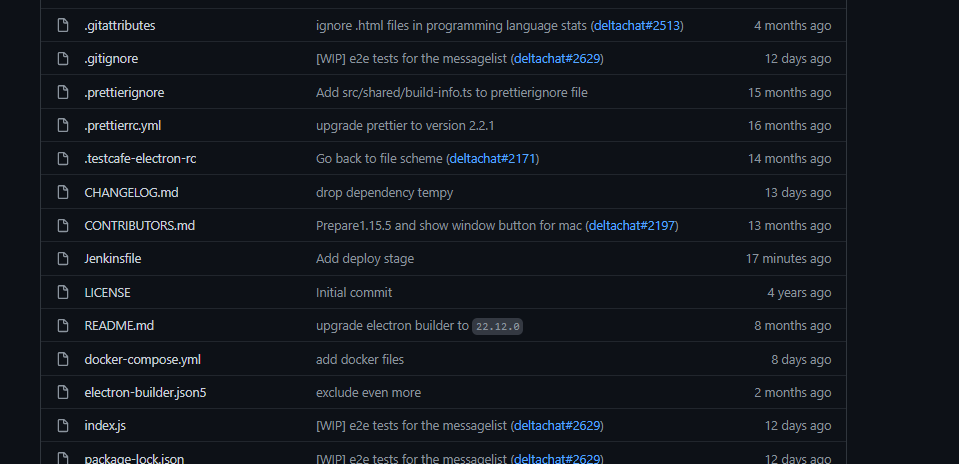 .gitattributes ignore .html files in programming language stats (deltachat#2513) 4 months ago
.gitignore [WIP] e2e tests for the messagelist (deltachat#2629) 12 days ago
.prettierignore Add src/shared/build-info.ts to prettierignore file 15 months ago
.prettierrc.yml upgrade prettier to version 2.2.1 16 months ago
.testcafe-electron-rc Go back to file scheme (deltachat#2171) 14 months ago
CHANGELOG.md drop dependency tempy 13 days ago
CONTRIBUTORS.md Prepare1.15.5 and show window button for mac (deltachat#2197) 13 months ago
Jenkinsfile Add deploy stage 17 minutes ago
LICENSE Initial commit 4 years ago
README.md upgrade electron builder to 22.12.0 8 months ago
docker-compose.yml add docker files 8 days ago
electron-builder.json5 exclude even more 2 months ago
index.js [WIP] e2e tests for the messagelist (deltachat#2629) 12 days ago
package-lock.json [WIP] e2e tests for the messagelist (deltachat#2629) 12 days ago